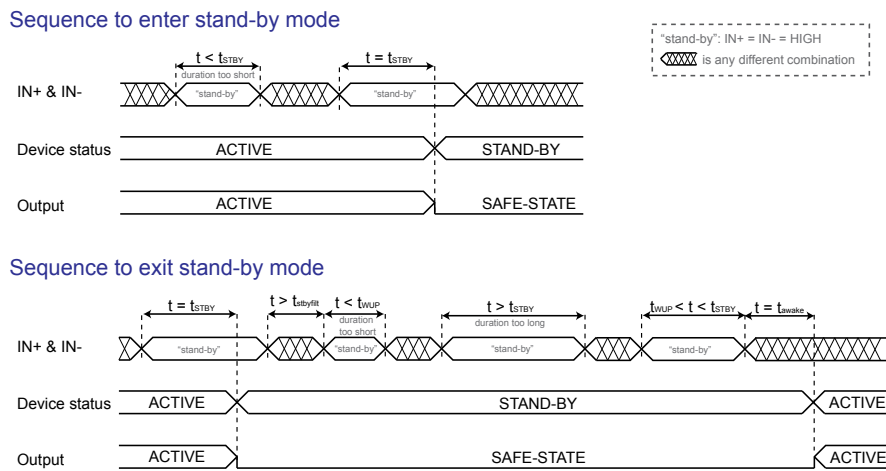 Sequence to enter stand-by mode
"stand-by": IN+ = IN- = HIGH
is any different combination
t < tSTBY
t = tSTBY
duration too short
IN+ & IN-
"stand-by"
"stand-by"
Device status
ACTIVE
STAND-BY
Output
ACTIVE
SAFE-STATE
Sequence to exit stand-by mode
t = tSTBY
t > tstbyfilt
t < tWUP
t > tSTBY
tWUP < t < tSTBY
t = tawake
duration
too short
duration too long
IN+ & IN-
"stand-by"
"stand-by"
"stand-by"
"stand-by"
Device status
ACTIVE
STAND-BY
ACTIVE
Output
ACTIVE
SAFE-STATE
ACTIVE